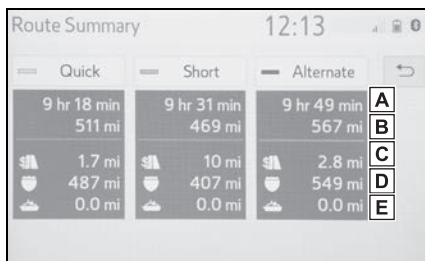 Route Summary 12:13
Quick Short Alternate
9 hr 18 min 9 hr 31 min 9 hr 49 min A
511 mi 469 mi 567 mi B
1.7 mi 10 mi 2.8 mi C
487 mi 407 mi 549 mi D
0.0 mi 0.0 mi 0.0 mi E